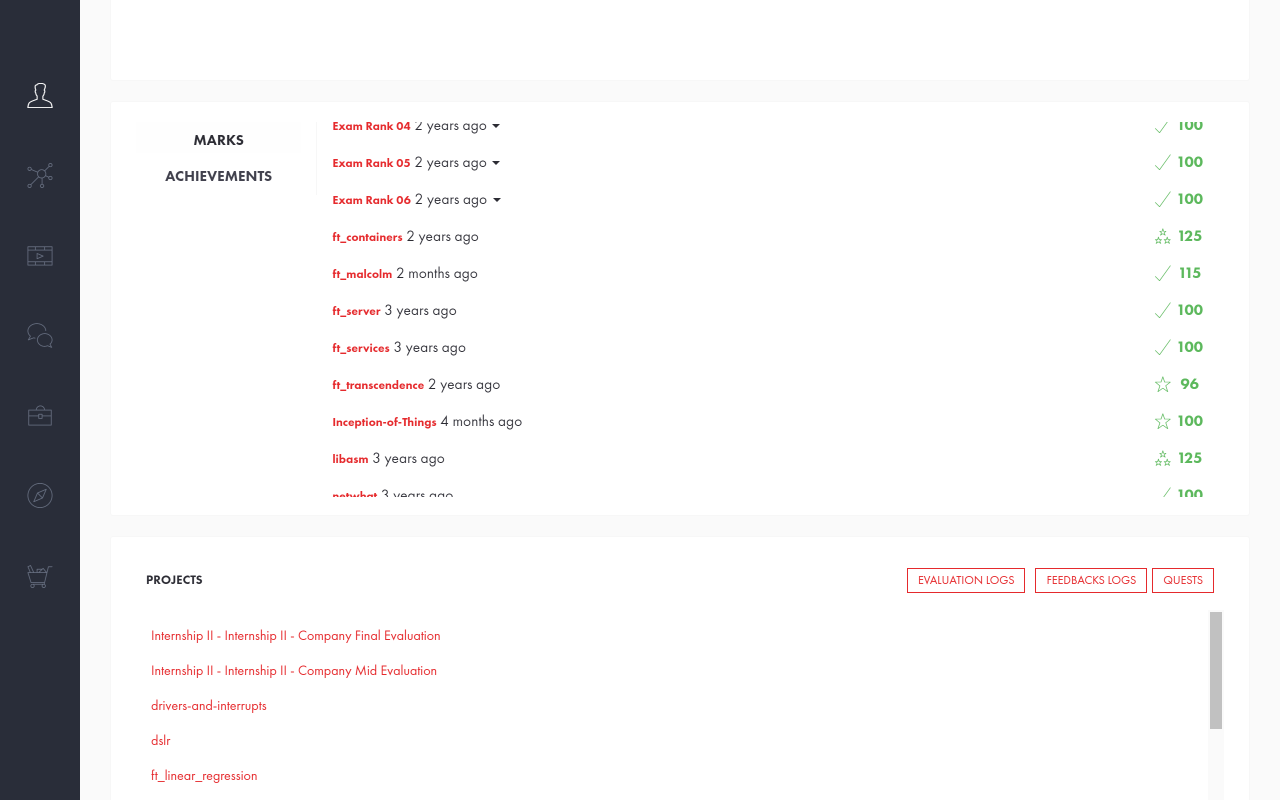 MARKS
ACHIEVEMENTS
Exam Rank 04 2 years ago 100
Exam Rank 05 2 years ago 100
Exam Rank 06 2 years ago 100
ft_containers 2 years ago 125
ft_malcolm 2 months ago 115
ft_server 3 years ago 100
ft_services 3 years ago 100
ft_transcendence 2 years ago 96
Inception-of-Things 4 months ago 100
libasm 3 years ago 125
netwhat 3 years ago 100
PROJECTS
EVALUATION LOGS FEEDBACKS LOGS QUESTS
Internship II - Internship II - Company Final Evaluation
Internship II - Internship II - Company Mid Evaluation
drivers-and-interrupts
dslr
ft_linear_regression